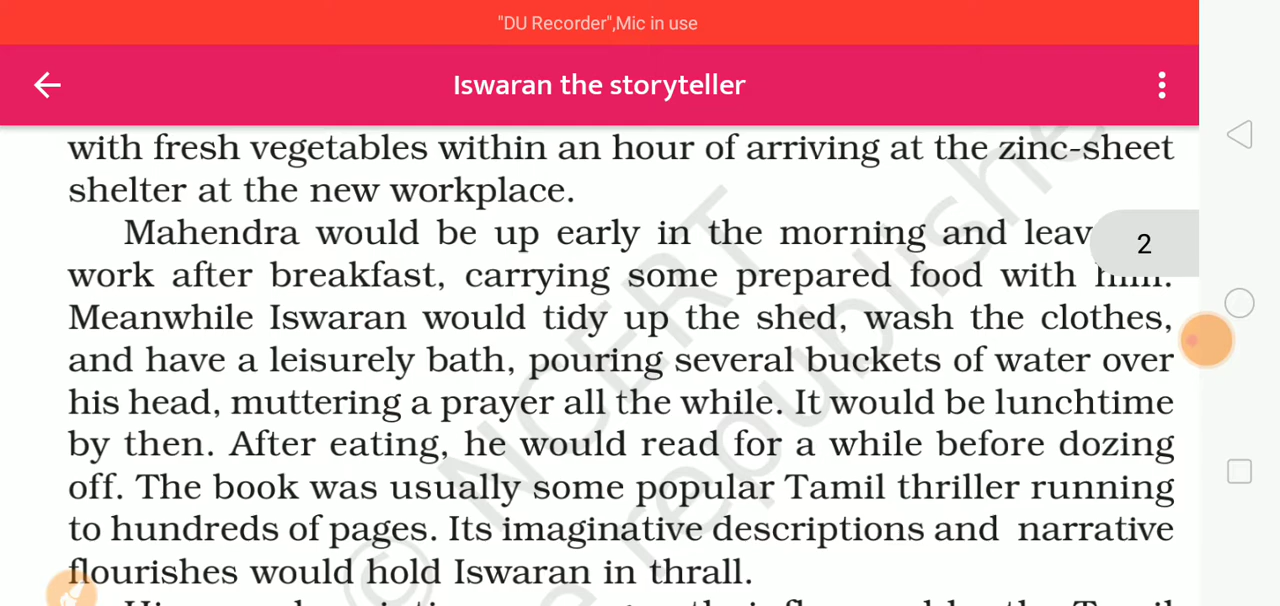 "DU Recorder",Mic in use
Iswaran the storyteller
with fresh vegetables within an hour of arriving at the zinc-sheet
shelter at the new workplace.
Mahendra would be up early in the morning and
2
work after breakfast, carrying some prepared food with
Meanwhile Iswaran would tidy up the shed, wash the clothes,
and have a leisurely bath, pouring several buckets of water over
his head, muttering a prayer all the while. It would be lunchtime
by then. After eating, he would read for a while before dozing
off. The book was usually some popular Tamil thriller running
to hundreds of pages. Its imaginative descriptions and narrative
flourishes would hold Iswaran in thrall.
© NCERT